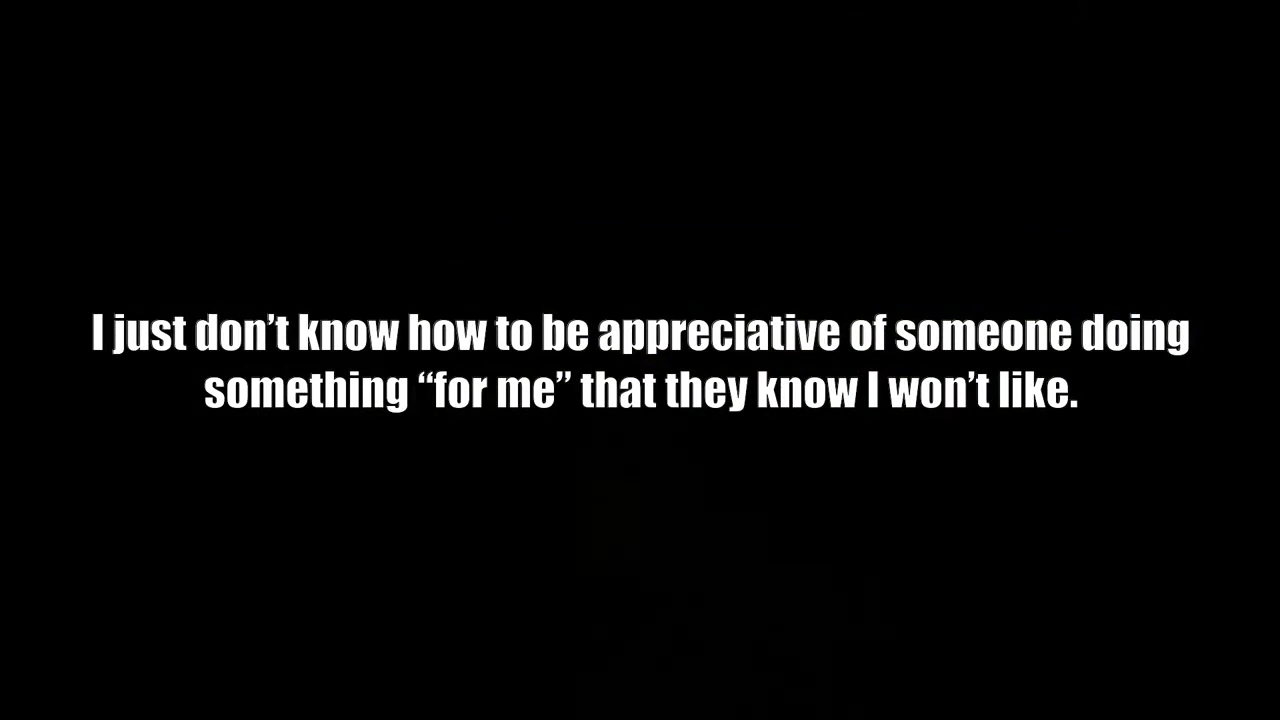 I just don’t know how to be appreciative of someone doing
something “for me” that they know I won’t like.